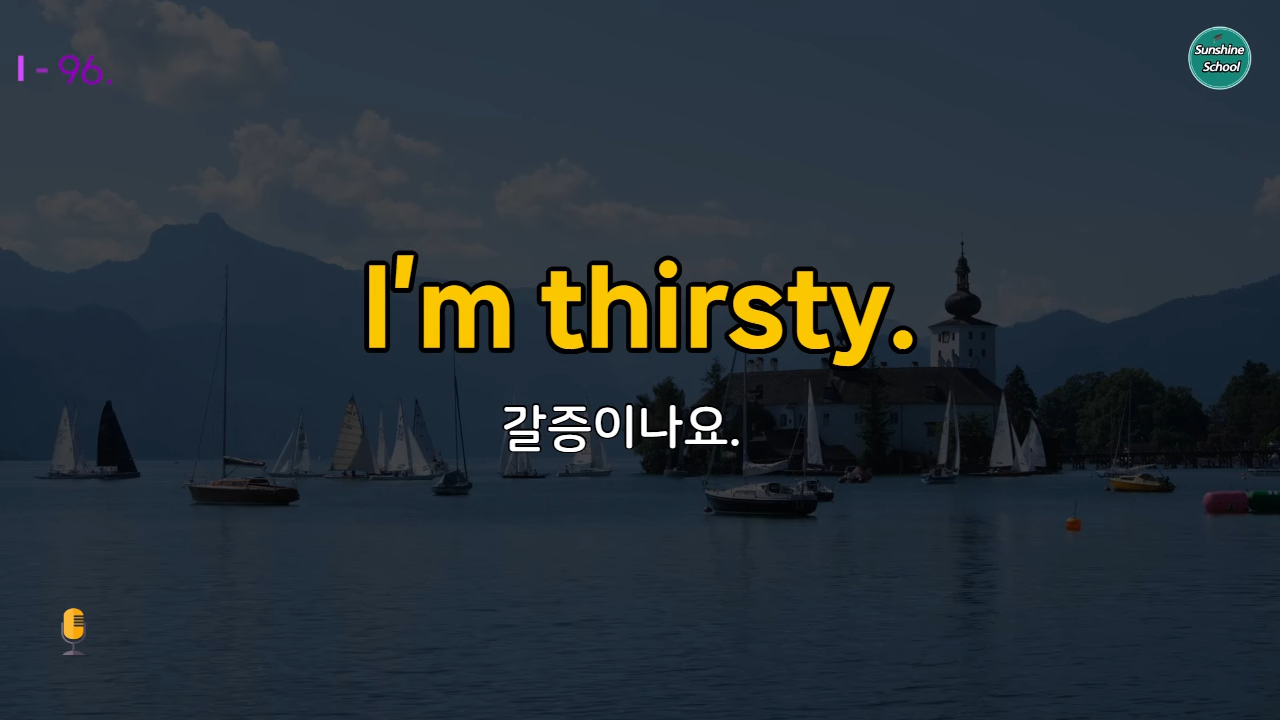 I - 96.
Sunshine
School
I'm thirsty.
갈증이나요.